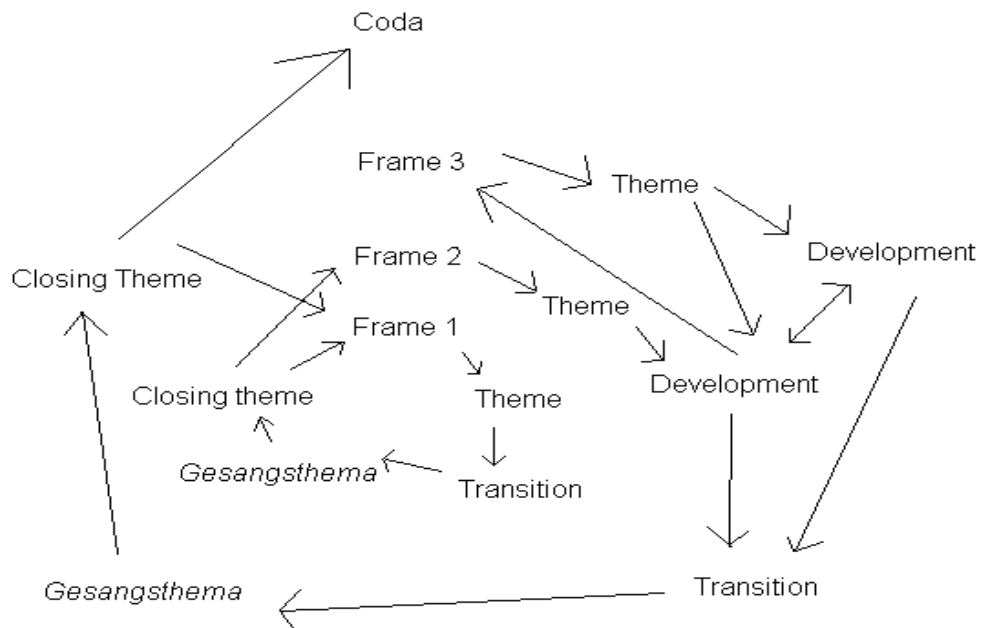 Coda
Frame 3
Theme
Development
Frame 2
Closing Theme
Theme
Frame 1
Development
Closing theme
Theme
Gesangsthema
Transition
Transition
Gesangsthema